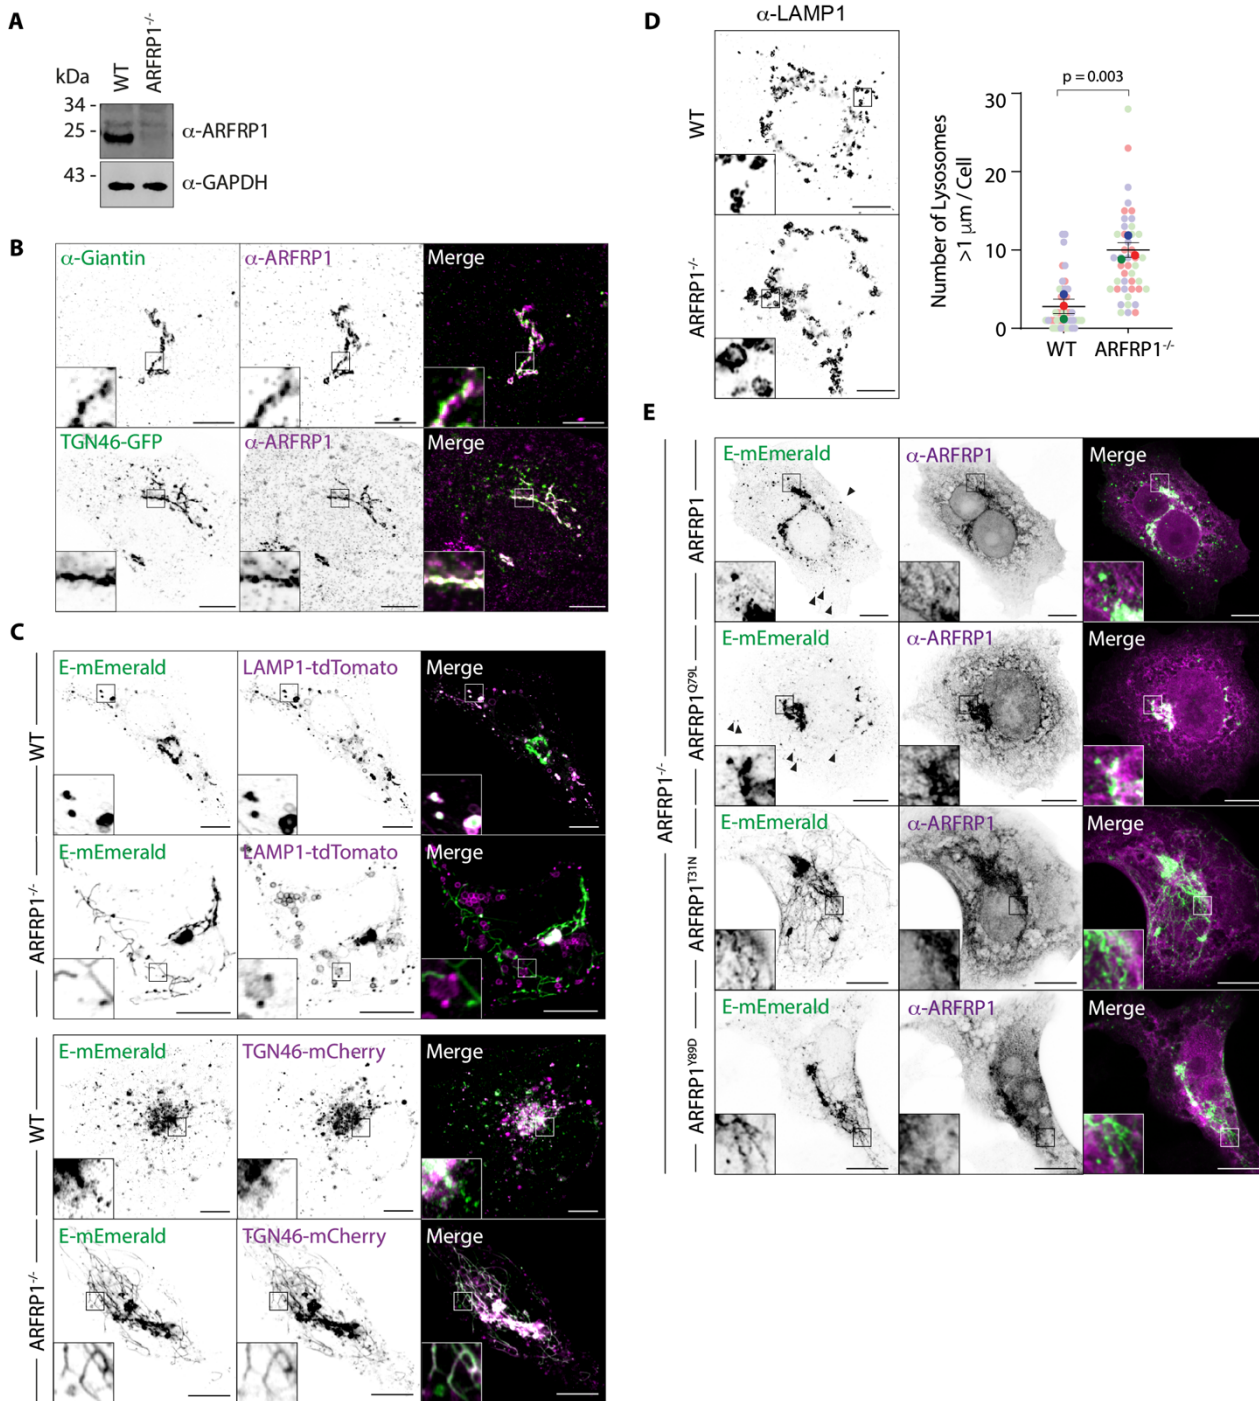 A
kDa
WT
ARFRP1-/-
34 -
25 -
α-ARFRP1
43 -
α-GAPDH
B
α-Giantin
α-ARFRP1
Merge
TGN46-GFP
α-ARFRP1
Merge
C
WT
E-mEmerald
LAMP1-tdTomato
Merge
ARFRP1-/-
E-mEmerald
LAMP1-tdTomato
Merge
WT
E-mEmerald
TGN46-mCherry
Merge
ARFRP1-/-
E-mEmerald
TGN46-mCherry
Merge
D
α-LAMP1
WT
ARFRP1-/-
p = 0.003
Number of Lysosomes
>1 μm / Cell
30
20
10
0
WT
ARFRP1-/-
E
ARFRP1-/-
ARFRP1
E-mEmerald
α-ARFRP1
Merge
ARFRP1Q79L
E-mEmerald
α-ARFRP1
Merge
ARFRP1T31N
E-mEmerald
α-ARFRP1
Merge
ARFRP1Y89D
E-mEmerald
α-ARFRP1
Merge